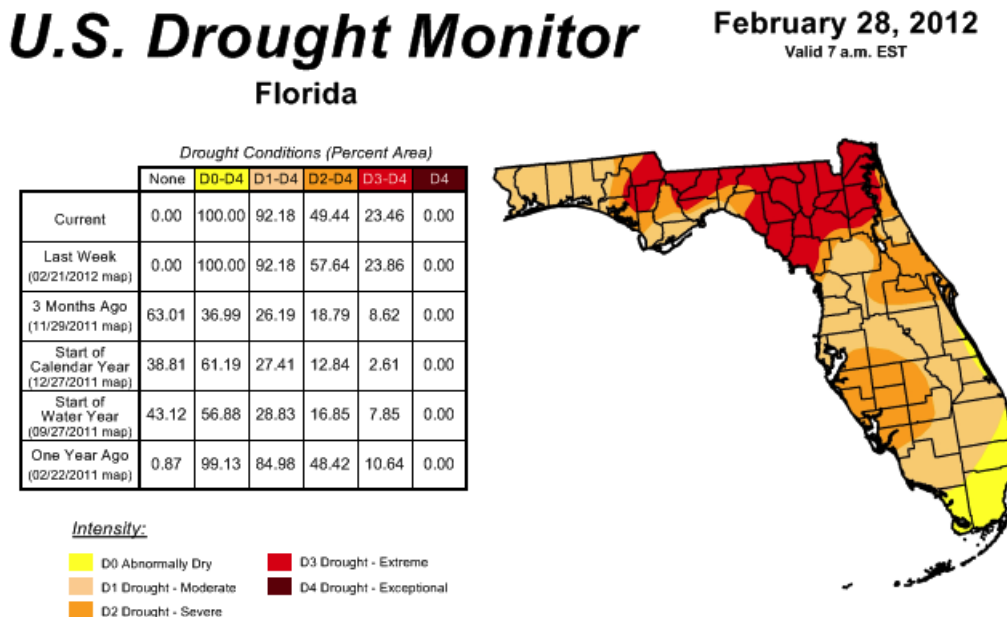 U.S. Drought Monitor
February 28, 2012
Valid 7 a.m. EST
Florida
Drought Conditions (Percent Area)
None D0-D4 D1-D4 D2-D4 D3-D4 D4
Current 0.00 100.00 92.18 49.44 23.46 0.00
Last Week
(02/21/2012 map)
0.00 100.00 92.18 57.64 23.86 0.00
3 Months Ago
(11/29/2011 map)
63.01 36.99 26.19 18.79 8.62 0.00
Start of
Calendar Year
(12/27/2011 map)
38.81 61.19 27.41 12.84 2.61 0.00
Start of
Water Year
(09/27/2011 map)
43.12 56.88 28.83 16.85 7.85 0.00
One Year Ago
(02/22/2011 map)
0.87 99.13 84.98 48.42 10.64 0.00
Intensity:
D0 Abnormally Dry
D1 Drought - Moderate
D2 Drought - Severe
D3 Drought - Extreme
D4 Drought - Exceptional